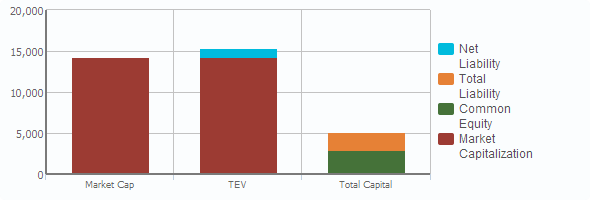 20,000
15,000
10,000
5,000
0
Market Cap
TEV
Total Capital
Net
Liability
Total
Liability
Common
Equity
Market
Capitalization